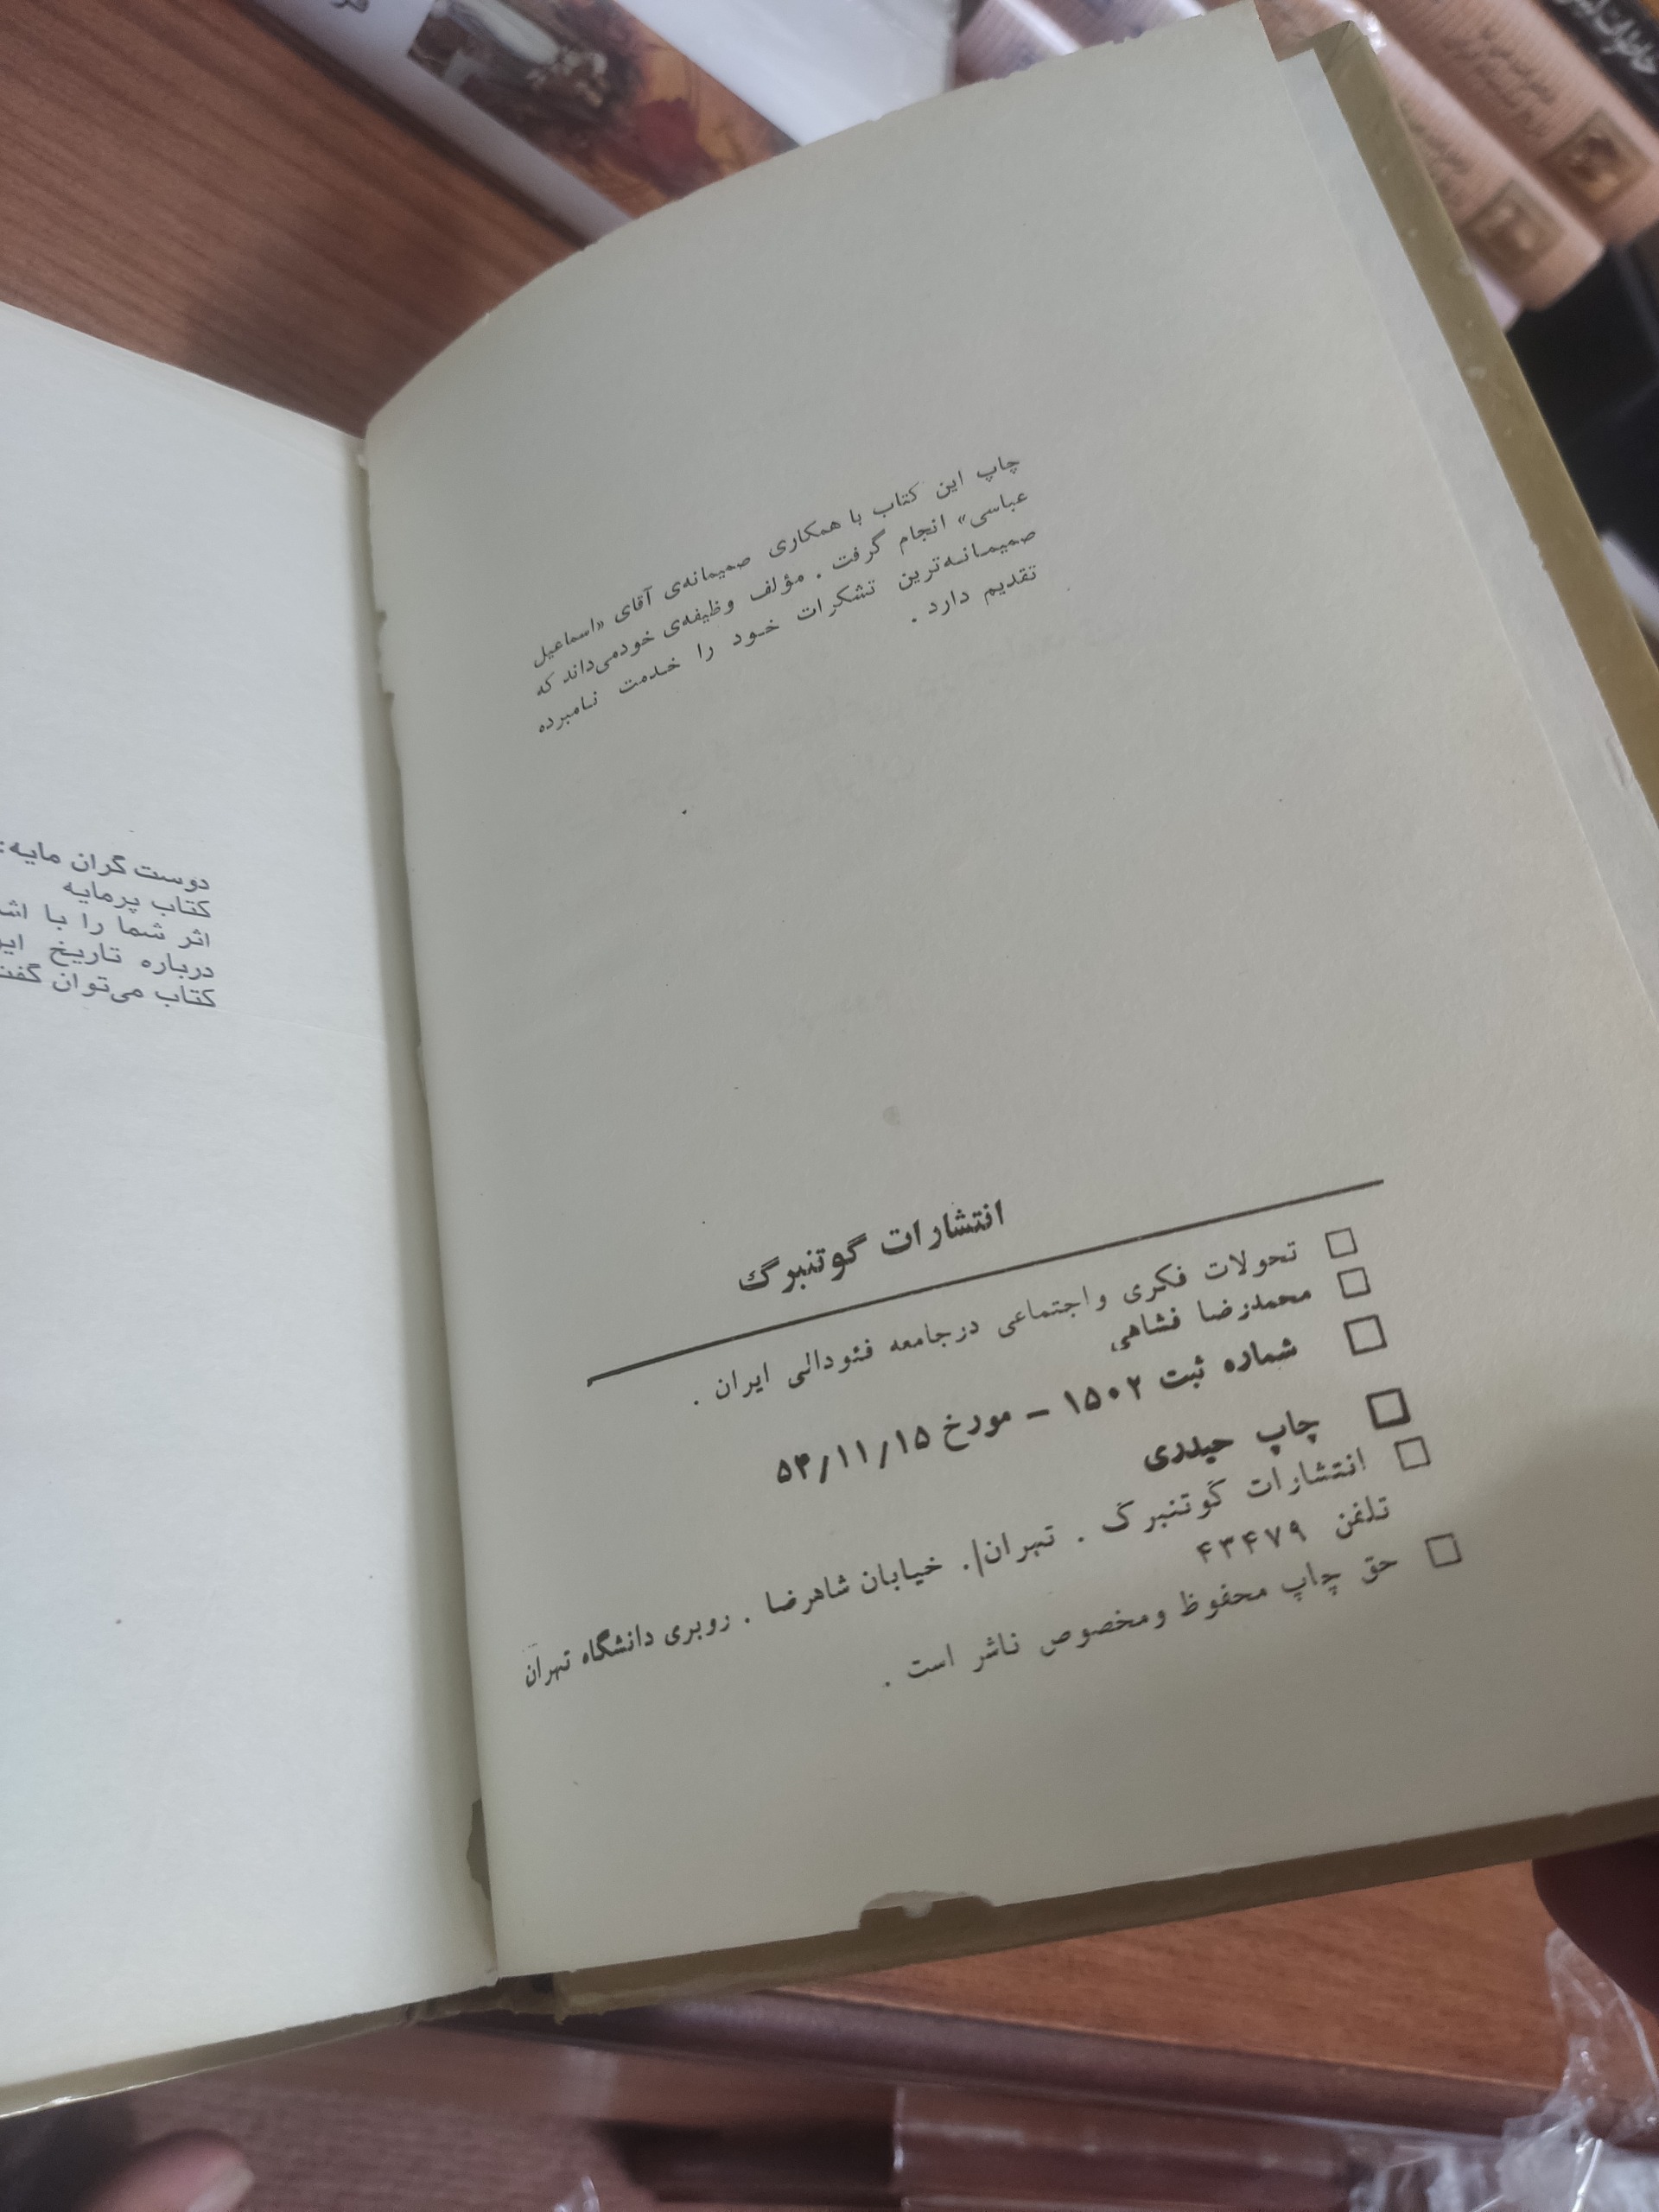 چاپ این کتاب با همکاری صمیمانه‌ی آقای «اسماعیل
عباسی» انجام گرفت . مؤلف وظیفه‌ی خودمی‌داند که
صمیمانه‌ترین تشکرات خود را خدمت نامبرده
تقدیم دارد .
انتشارات گوتنبرگ
تحولات فکری واجتماعی درجامعه فئودالی ایران .
محمدرضا فشاهی
شماره ثبت ۱۵۰۲ – مورخ ۵۴/۱۱/۱۵
چاپ حیدری
انتشارات گوتنبرگ . تهران . خیابان شاهرضا . روبری دانشگاه تهران
تلفن ۴۳۴۷۹
حق چاپ محفوظ ومخصوص ناشر است .
دوست گران مایه:
کتاب پرمایه
اثر شما را با
درباره تاریخ
کتاب می‌توان